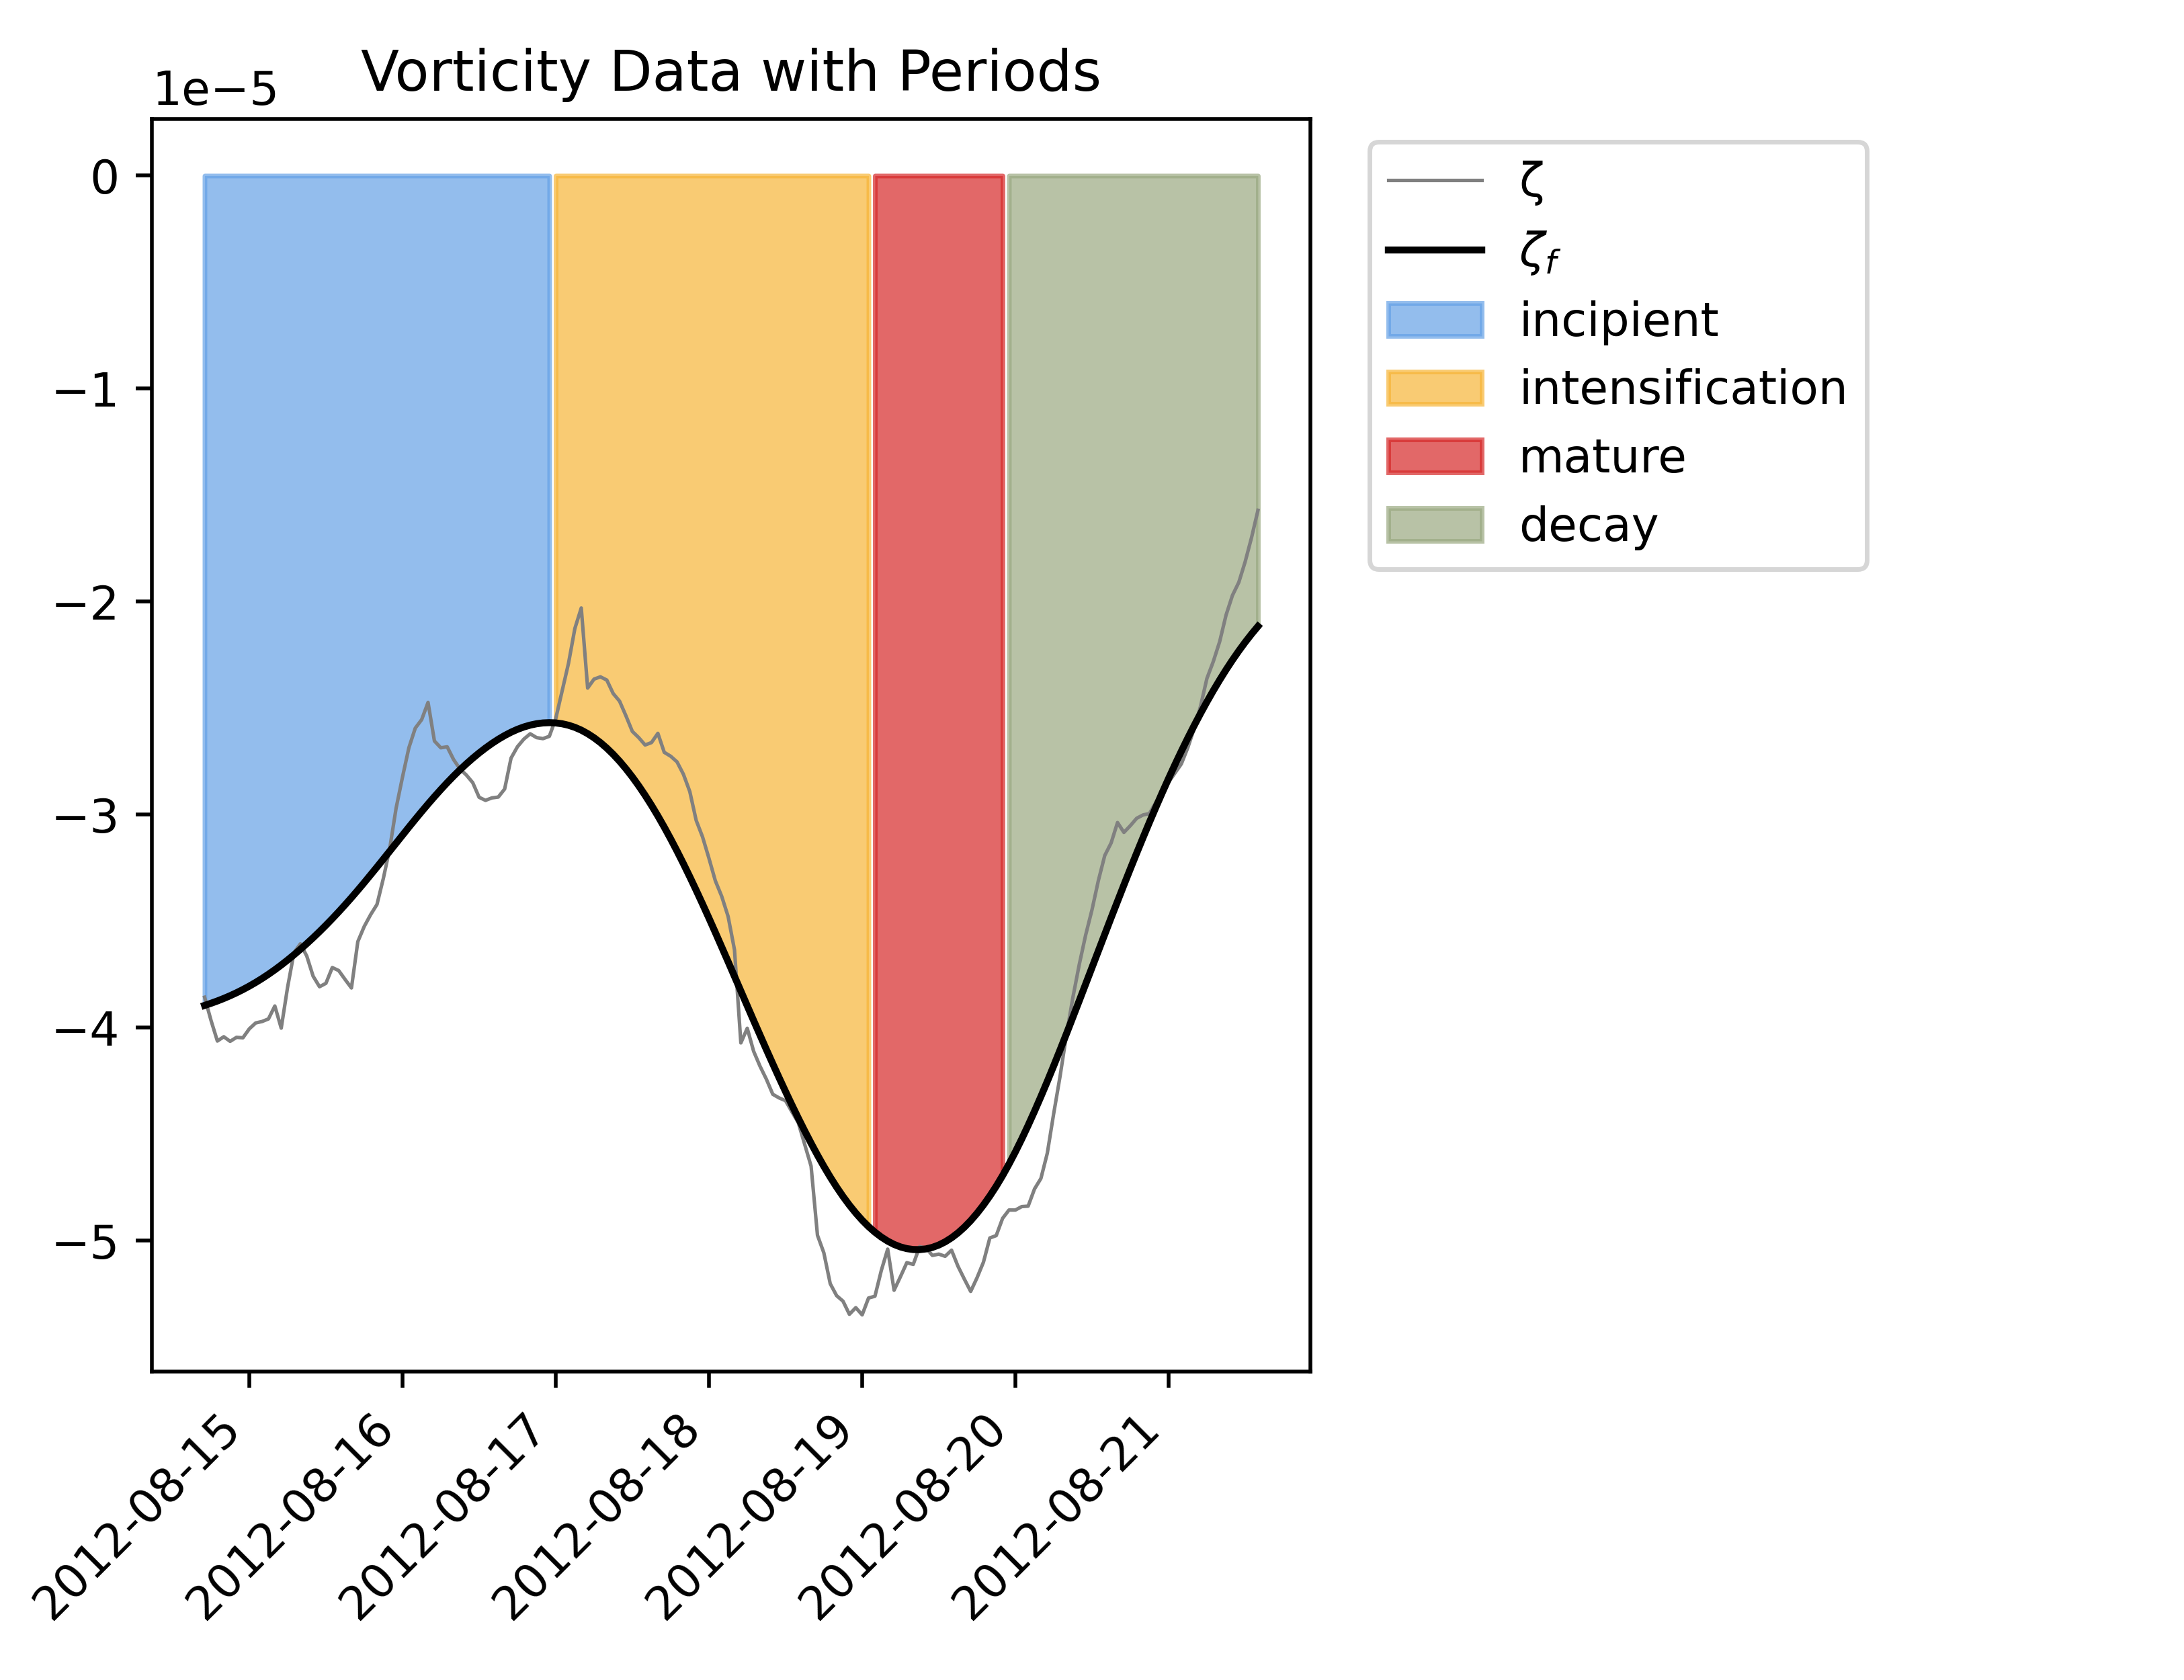 Vorticity Data with Periods
1e−5
0
−1
−2
−3
−4
−5
2012-08-15
2012-08-16
2012-08-17
2012-08-18
2012-08-19
2012-08-20
2012-08-21
ζ
ζf
incipient
intensification
mature
decay